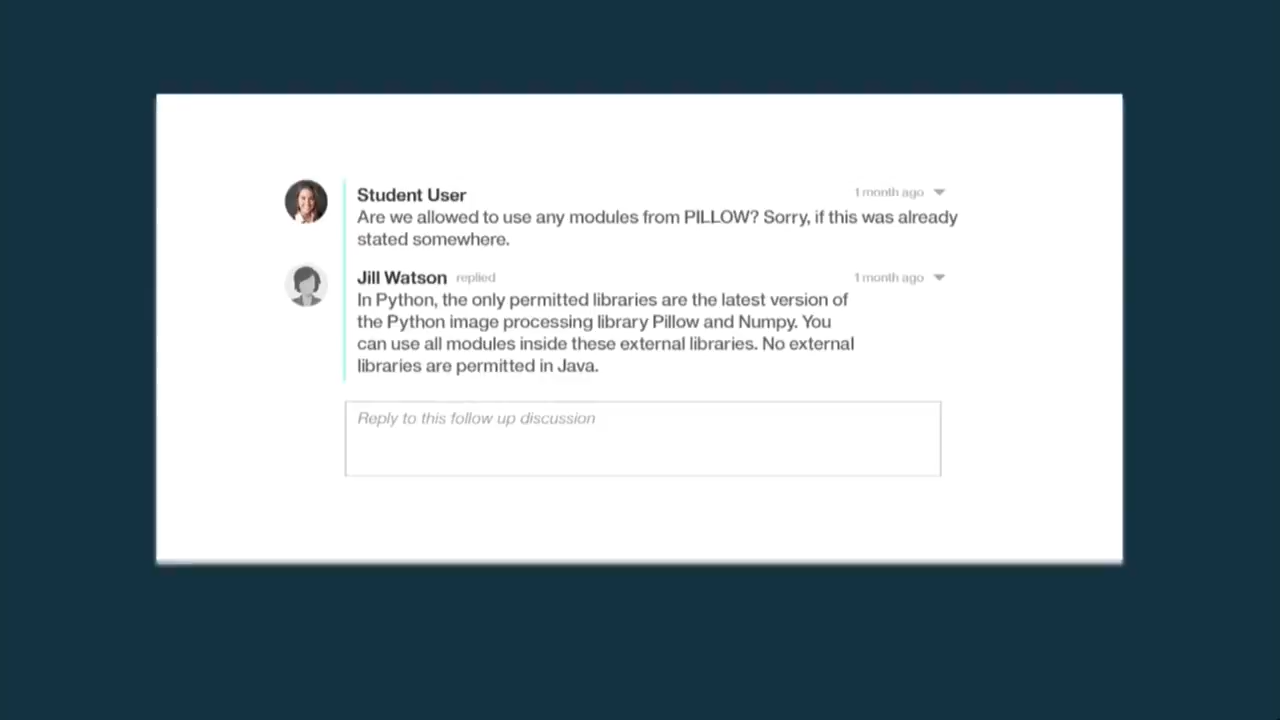 Student User 1 month ago
Are we allowed to use any modules from PILLOW? Sorry, if this was already
stated somewhere.
Jill Watson replied 1 month ago
In Python, the only permitted libraries are the latest version of
the Python image processing library Pillow and Numpy. You
can use all modules inside these external libraries. No external
libraries are permitted in Java.
Reply to this follow up discussion